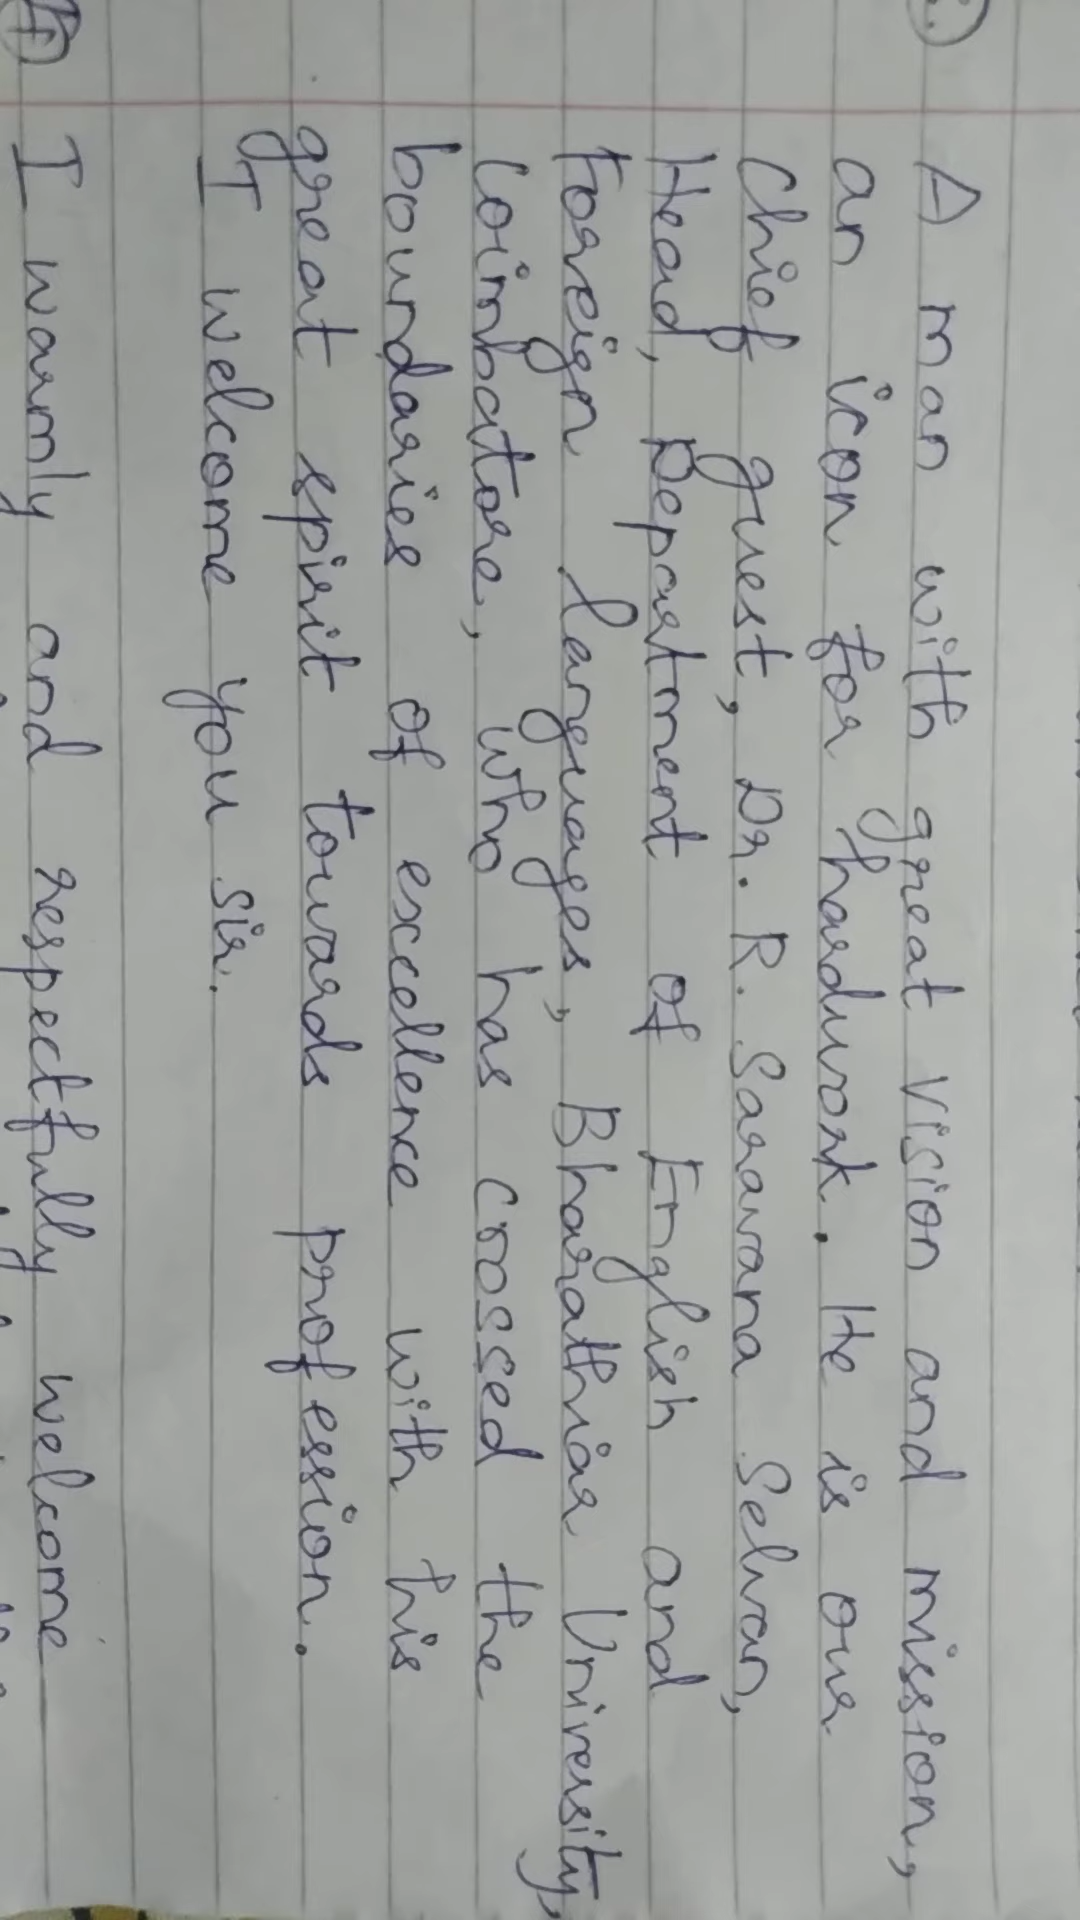 A man with great vision and mission,
an icon for hardwork. He is our
Chief guest, Dr. R. Saravana Selvan,
Head, Department of English and
Foreign languages, Bharathiar University,
Coimbatore, who has crossed the
boundaries of excellence with his
great spirit towards profession.
I welcome you sir.
I warmly and respectfully welcome